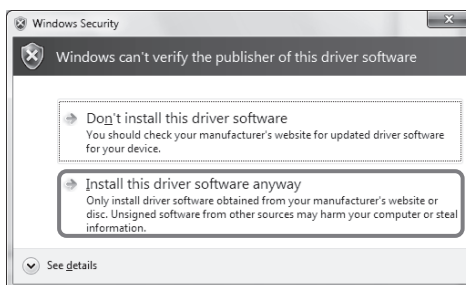 Windows Security
Windows can't verify the publisher of this driver software
Don't install this driver software
You should check your manufacturer's website for updated driver software
for your device.
Install this driver software anyway
Only install driver software obtained from your manufacturer's website or
disc. Unsigned software from other sources may harm your computer or steal
information.
See details